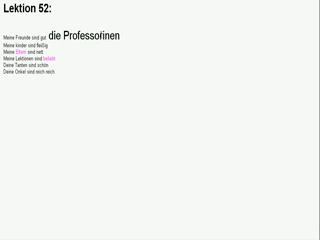 Lektion 52:
Meine Freunde sind gut die Professorinen
Meine kinder sind fleißig
Meine Eltern sind nett
Meine Lektionen sind beliebt
Deine Tanten sind schön
Deine Onkel sind reich reich